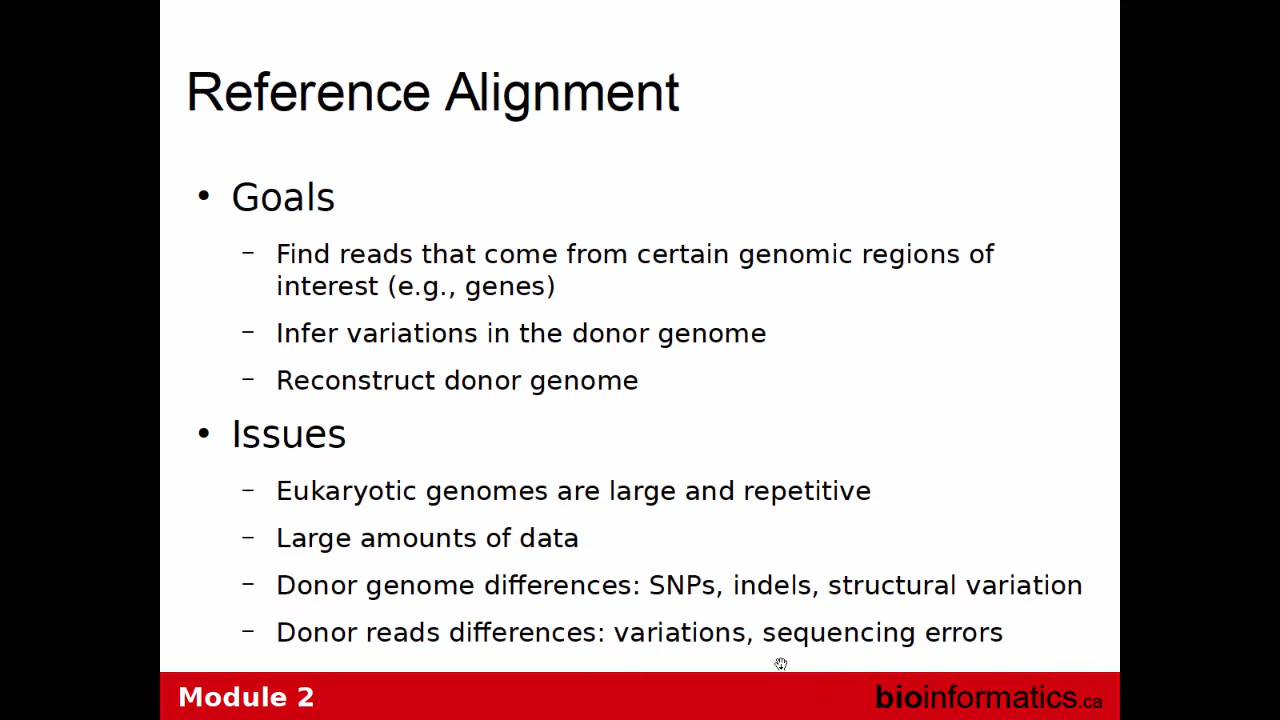 Reference Alignment
• Goals
– Find reads that come from certain genomic regions of
interest (e.g., genes)
– Infer variations in the donor genome
– Reconstruct donor genome
• Issues
– Eukaryotic genomes are large and repetitive
– Large amounts of data
– Donor genome differences: SNPs, indels, structural variation
– Donor reads differences: variations, sequencing errors
Module 2
bioinformatics.ca